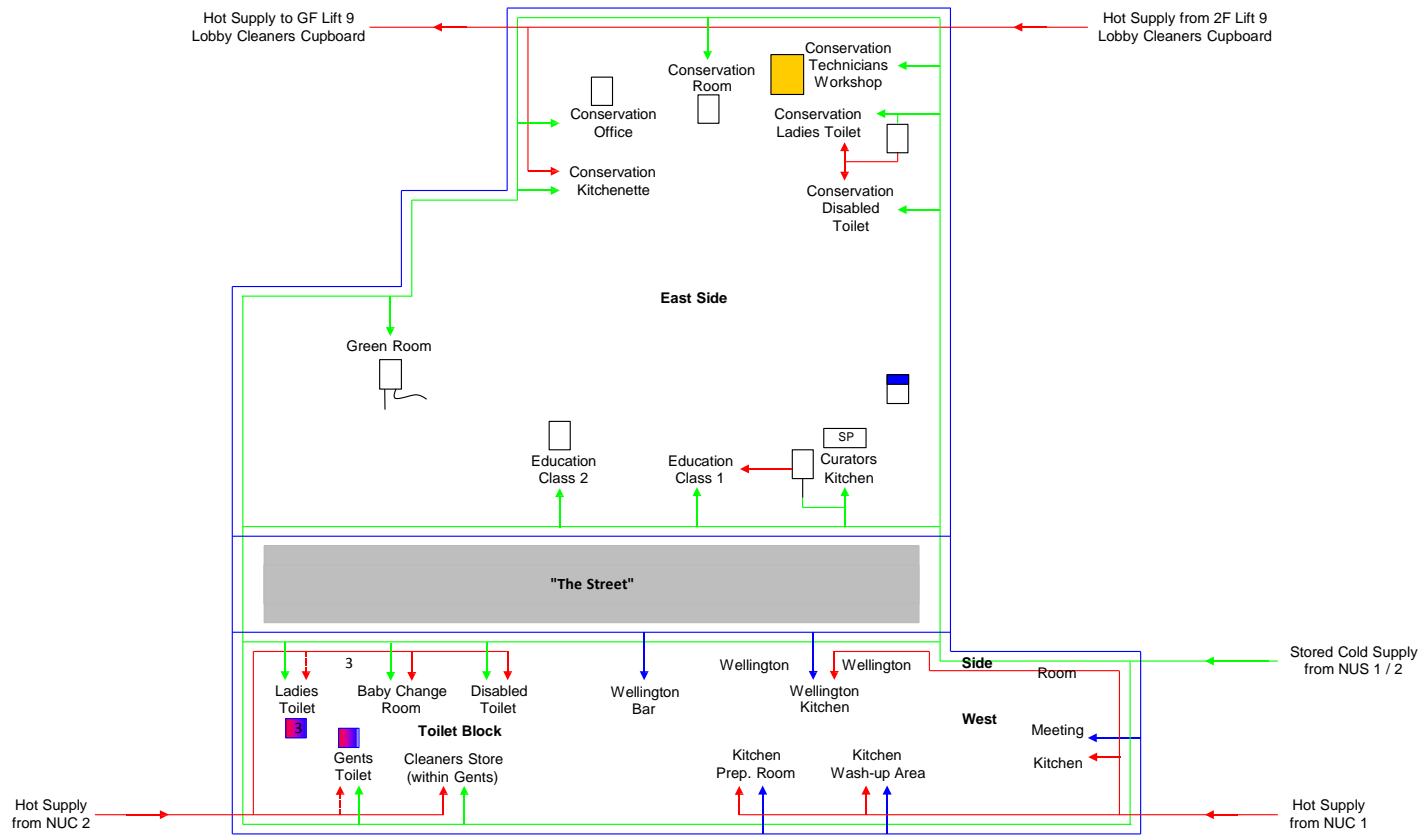 Hot Supply to GF Lift 9
Lobby Cleaners Cupboard
Hot Supply from 2F Lift 9
Lobby Cleaners Cupboard
Conservation
Technicians
Workshop
Conservation
Room
Conservation
Office
Conservation
Ladies Toilet
Conservation
Kitchenette
Conservation
Disabled
Toilet
East Side
Green Room
SP
Education
Class 2
Education
Class 1
Curators
Kitchen
"The Street"
Stored Cold Supply
from NUS 1 / 2
3
Wellington
Wellington
Side
Room
Ladies
Toilet
Baby Change
Room
Disabled
Toilet
Wellington
Bar
Wellington
Kitchen
3
Toilet Block
West
Meeting
Kitchen
Gents
Toilet
Cleaners Store
(within Gents)
Kitchen
Prep. Room
Kitchen
Wash-up Area
Hot Supply
from NUC 2
Hot Supply
from NUC 1